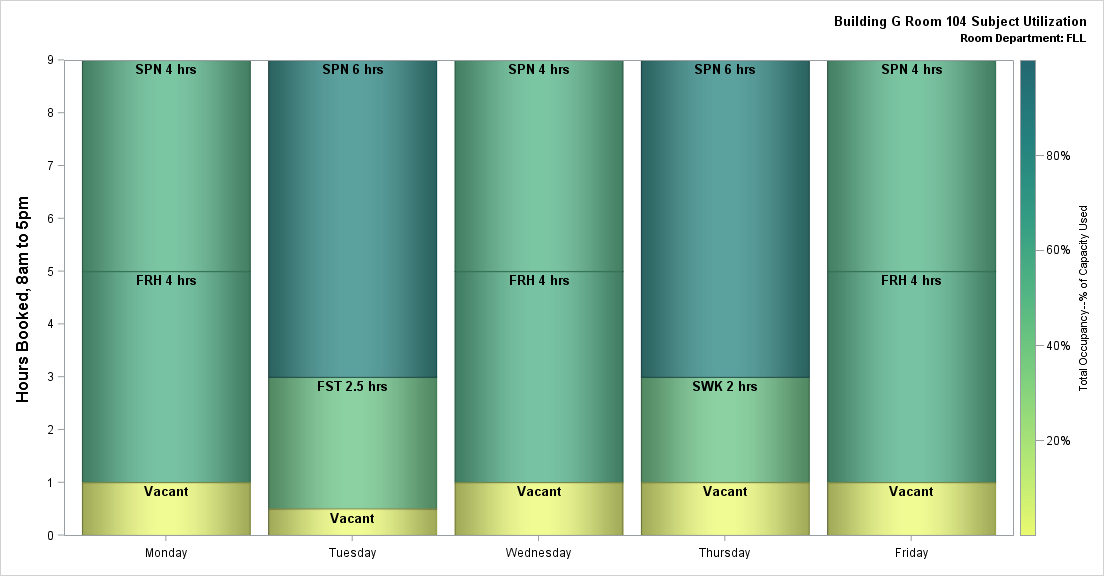 Building G Room 104 Subject Utilization
Room Department: FLL
Hours Booked, 8am to 5pm
9
8
7
6
5
4
3
2
1
0
SPN 4 hrs
FRH 4 hrs
Vacant
SPN 6 hrs
FST 2.5 hrs
Vacant
SPN 4 hrs
FRH 4 hrs
Vacant
SPN 6 hrs
SWK 2 hrs
Vacant
SPN 4 hrs
FRH 4 hrs
Vacant
Monday
Tuesday
Wednesday
Thursday
Friday
80%
60%
40%
20%
Total Occupancy--% of Capacity Used